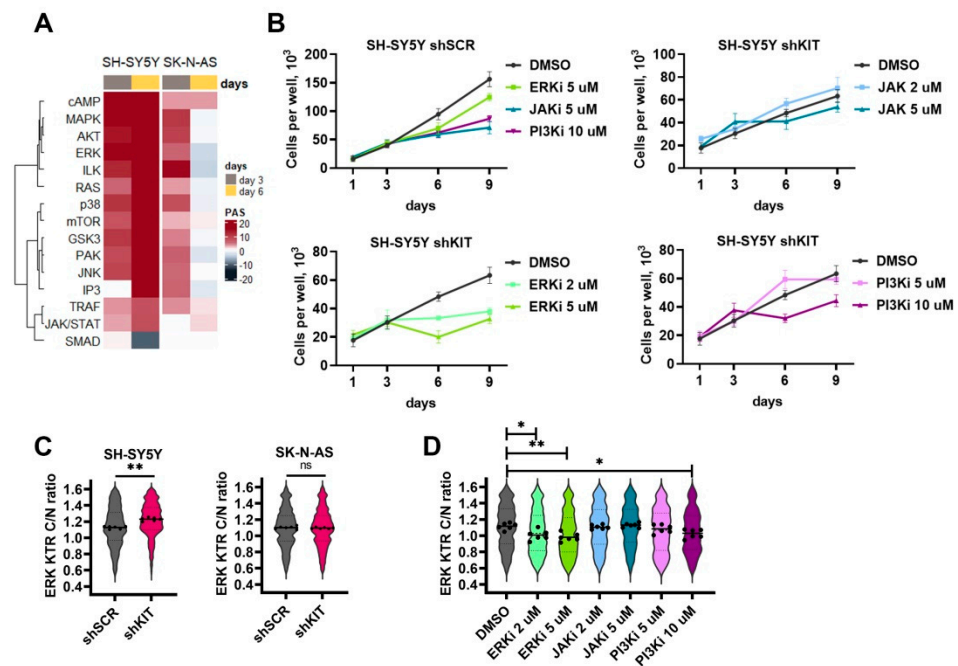 A
SH-SY5Y SK-N-AS
days
cAMP
MAPK
AKT
ERK
ILK
RAS
p38
mTOR
GSK3
PAK
JNK
IP3
TRAF
JAK/STAT
SMAD
days
day 3
day 6
PAS
20
10
0
-10
-20
B
SH-SY5Y shSCR
Cells per well, 10³
200
150
100
50
0
1 3 6 9
days
DMSO
ERKi 5 uM
JAKi 5 uM
PI3Ki 10 uM
SH-SY5Y shKIT
Cells per well, 10³
80
60
40
20
0
1 3 6 9
days
DMSO
JAK 2 uM
JAK 5 uM
SH-SY5Y shKIT
Cells per well, 10³
80
60
40
20
0
1 3 6 9
days
DMSO
ERKi 2 uM
ERKi 5 uM
SH-SY5Y shKIT
Cells per well, 10³
80
60
40
20
0
1 3 6 9
days
DMSO
PI3Ki 5 uM
PI3Ki 10 uM
C
SH-SY5Y
**
ERK KTR C/N ratio
1.6
1.4
1.2
1.0
0.8
0.6
0.4
shSCR
shKIT
SK-N-AS
ns
ERK KTR C/N ratio
1.6
1.4
1.2
1.0
0.8
0.6
0.4
shSCR
shKIT
D
*
**
*
ERK KTR C/N ratio
1.6
1.4
1.2
1.0
0.8
0.6
0.4
DMSO
ERKi 2 uM
ERKi 5 uM
JAKi 2 uM
JAKi 5 uM
PI3Ki 5 uM
PI3Ki 10 uM